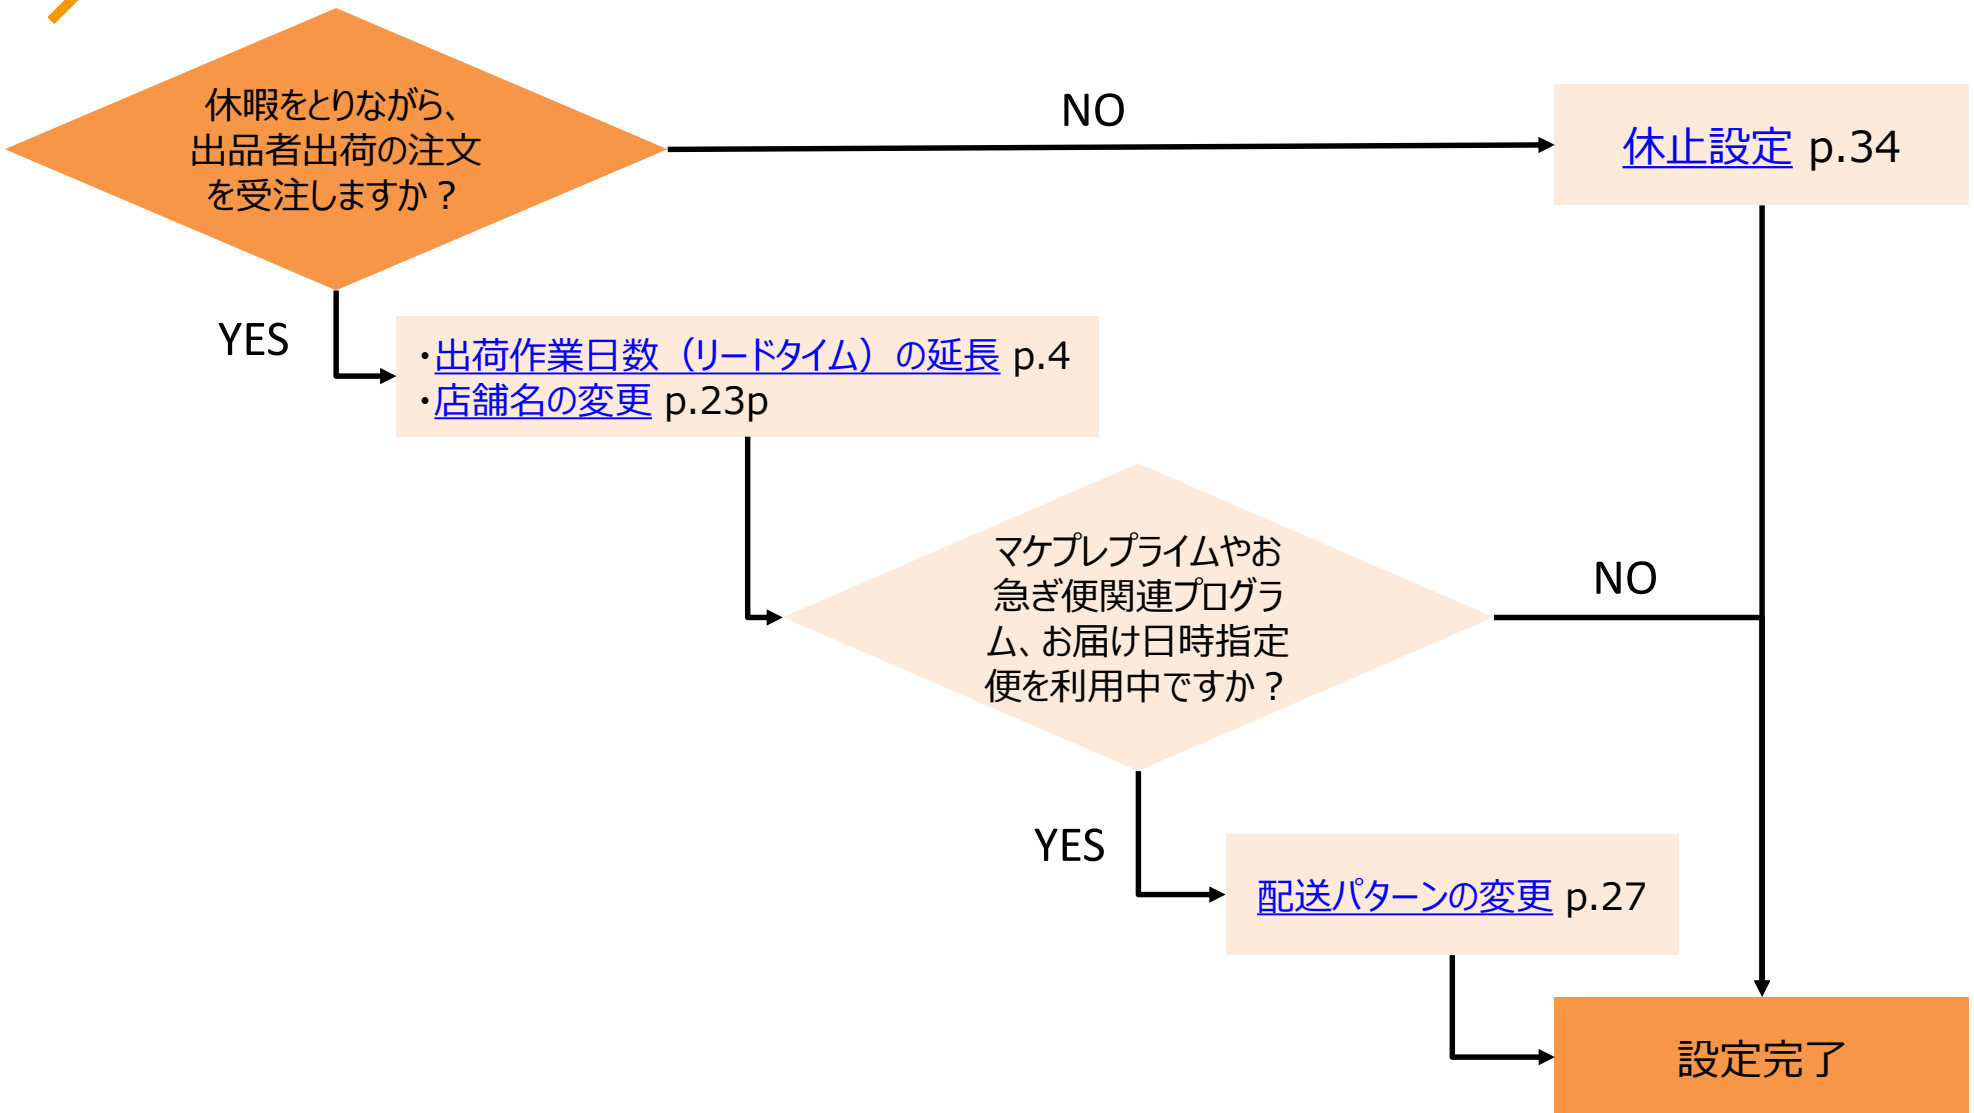 休暇をとりながら、
出品者出荷の注文
を受注しますか？
NO
休止設定 p.34
YES
・出荷作業日数（リードタイム）の延長 p.4
・店舗名の変更 p.23p
マケプレプライムやお
急ぎ便関連プログラ
ム、お届け日時指定
便を利用中ですか？
NO
YES
配送パターンの変更 p.27
設定完了